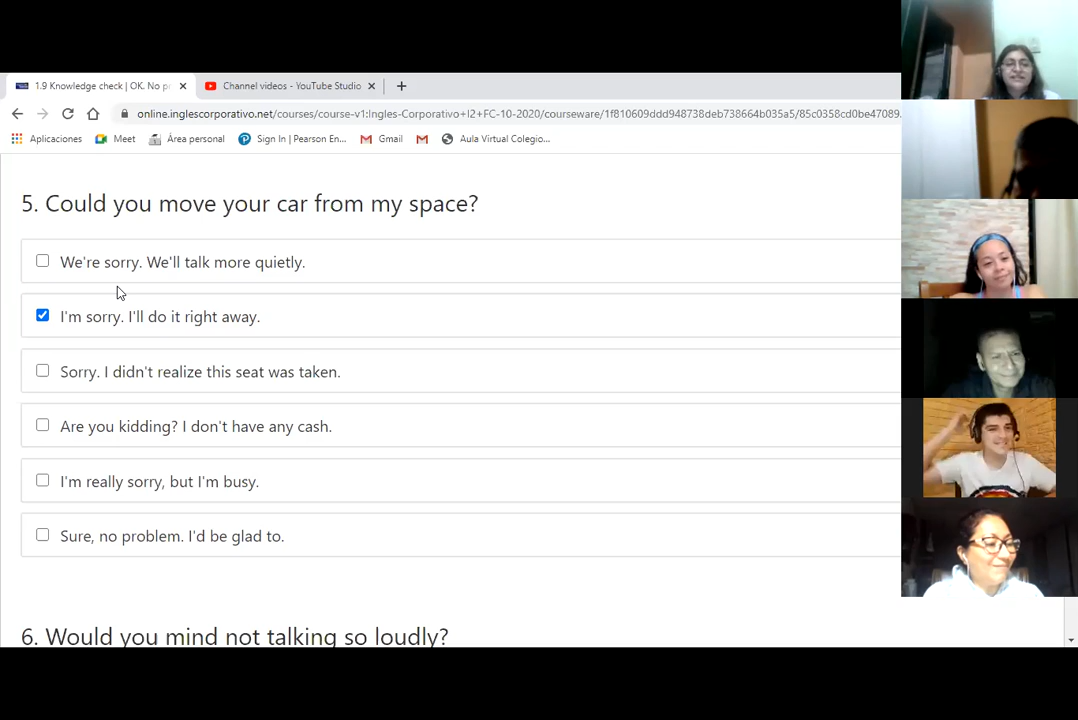 1.9 Knowledge check | OK. No p
Channel videos - YouTube Studio
online.inglescorporativo.net/courses/course-v1:Ingles-Corporativo+I2+FC-10-2020/courseware/1f810609ddd948738deb738664b035a5/85c0358cd0be47089.
Aplicaciones Meet Área personal Sign In | Pearson En... Gmail Aula Virtual Colegio...
5. Could you move your car from my space?
We're sorry. We'll talk more quietly.
I'm sorry. I'll do it right away.
Sorry. I didn't realize this seat was taken.
Are you kidding? I don't have any cash.
I'm really sorry, but I'm busy.
Sure, no problem. I'd be glad to.
6. Would you mind not talking so loudly?